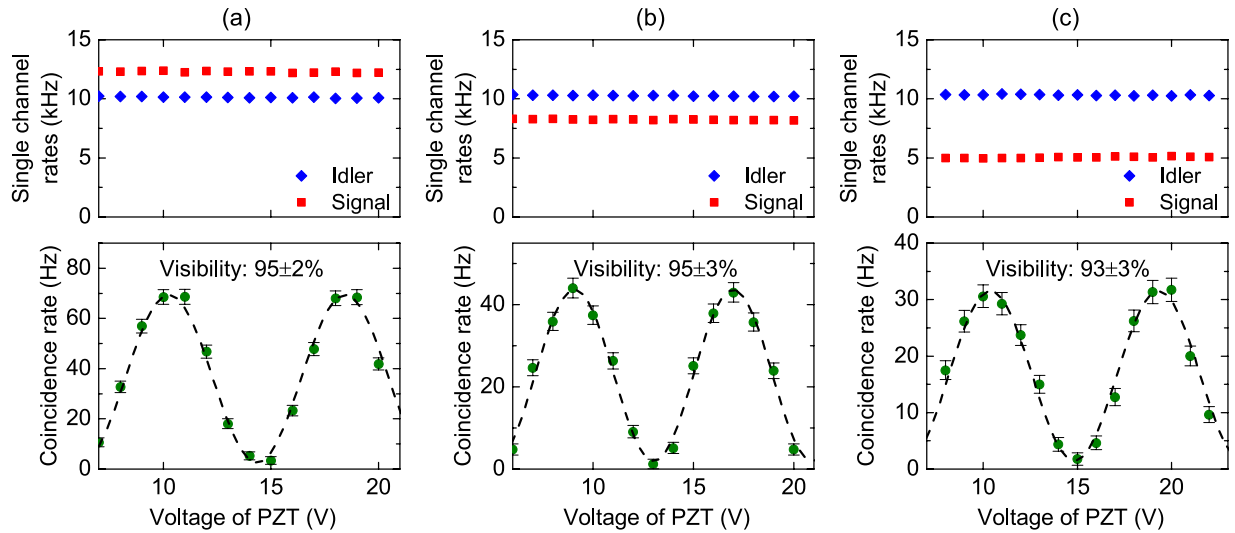 (a)
15
10
5
0
Single channel
rates (kHz)
Idler
Signal
80
60
40
20
0
Coincidence rate (Hz)
Visibility: 95±2%
10
15
20
Voltage of PZT (V)
(b)
15
10
5
0
Single channel
rates (kHz)
Idler
Signal
40
20
0
Coincidence rate (Hz)
Visibility: 95±3%
10
15
20
Voltage of PZT (V)
(c)
15
10
5
0
Single channel
rates (kHz)
Idler
Signal
40
30
20
10
0
Coincidence rate (Hz)
Visibility: 93±3%
10
15
20
Voltage of PZT (V)